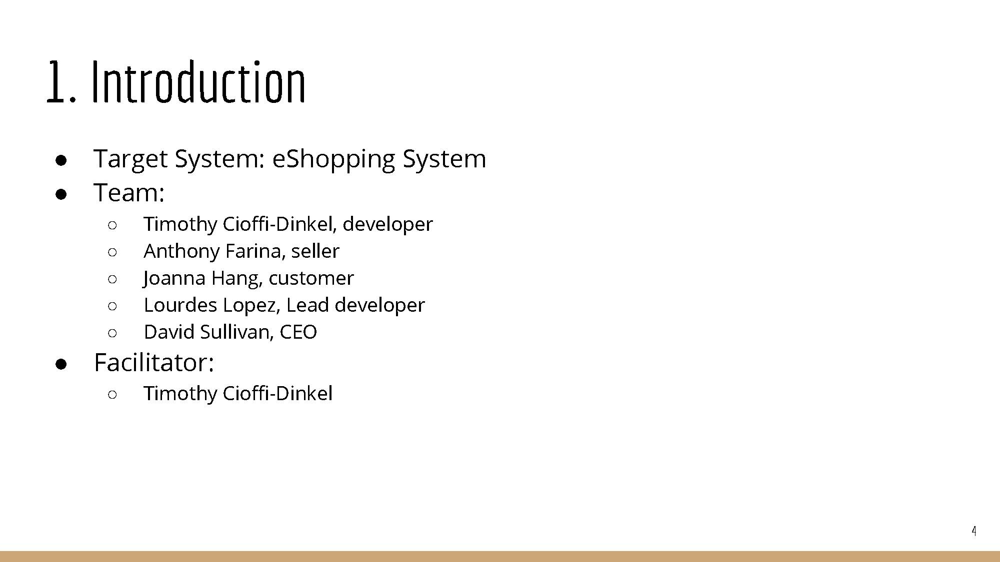 1. Introduction
● Target System: eShopping System
● Team:
○ Timothy Cioffi-Dinkel, developer
○ Anthony Farina, seller
○ Joanna Hang, customer
○ Lourdes Lopez, Lead developer
○ David Sullivan, CEO
● Facilitator:
○ Timothy Cioffi-Dinkel
4